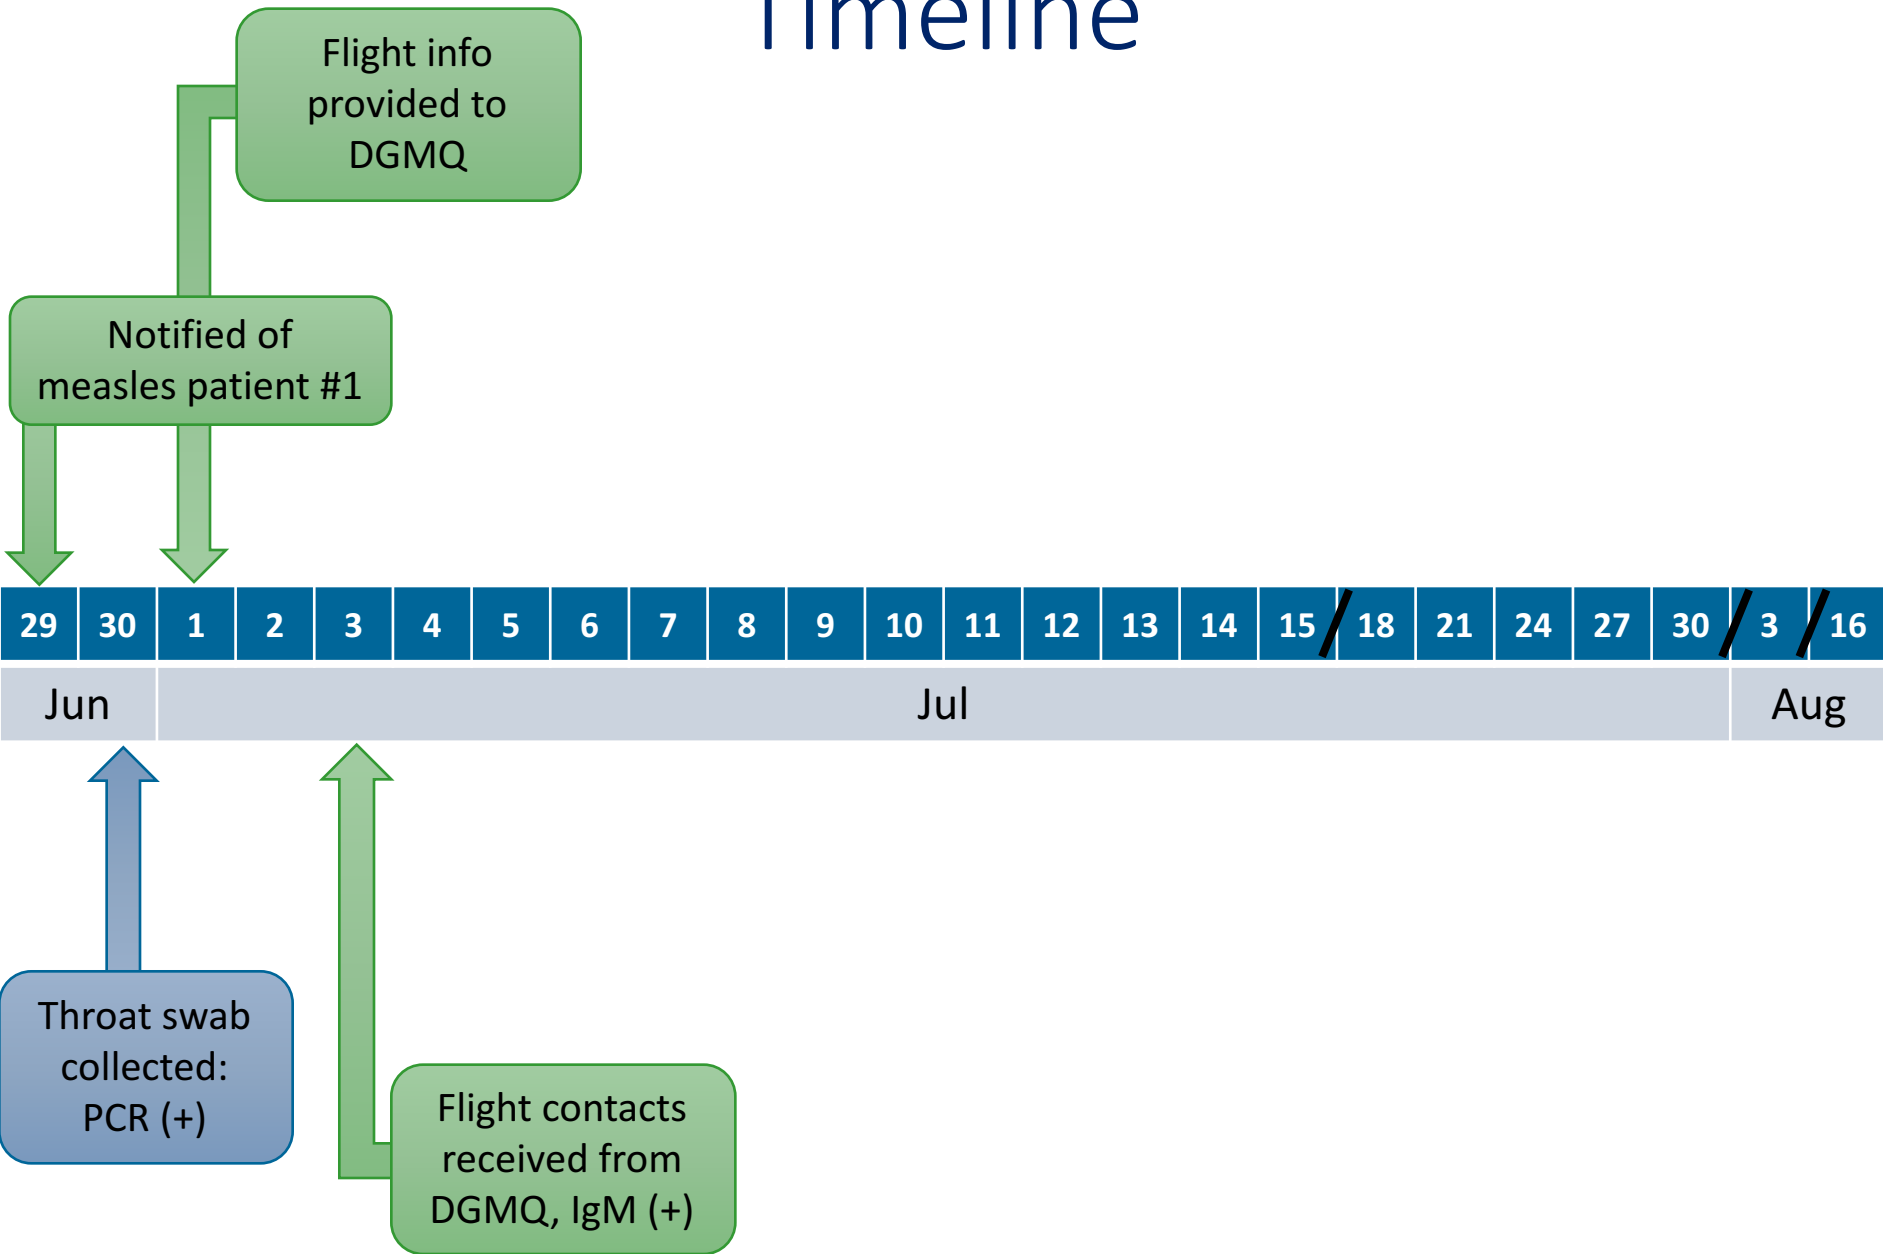 Timeline
Flight info
provided to
DGMQ
Notified of
measles patient #1
29 30 1 2 3 4 5 6 7 8 9 10 11 12 13 14 15 18 21 24 27 30 3 16
Jun Jul Aug
Throat swab
collected:
PCR (+)
Flight contacts
received from
DGMQ, IgM (+)